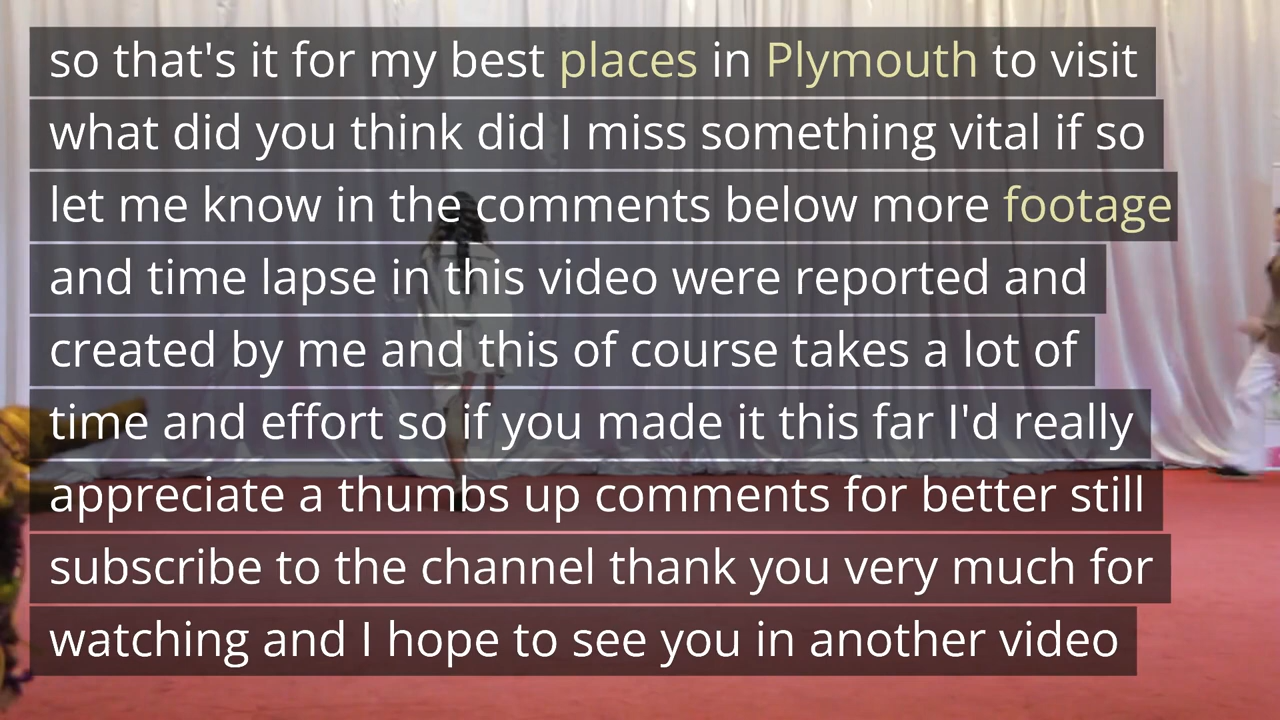 so that's it for my best places in Plymouth to visit
what did you think did I miss something vital if so
let me know in the comments below more footage
and time lapse in this video were reported and
created by me and this of course takes a lot of
time and effort so if you made it this far I'd really
appreciate a thumbs up comments for better still
subscribe to the channel thank you very much for
watching and I hope to see you in another video